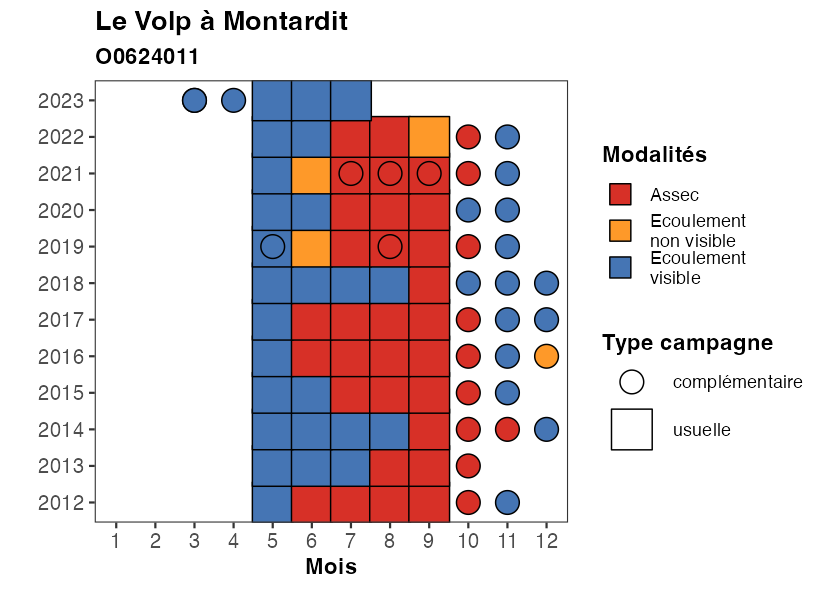 Le Volp à Montardit
O0624011
2023
2022
2021
2020
2019
2018
2017
2016
2015
2014
2013
2012
1 2 3 4 5 6 7 8 9 10 11 12
Mois
Modalités
Assec
Ecoulement
non visible
Ecoulement
visible
Type campagne
complémentaire
usuelle